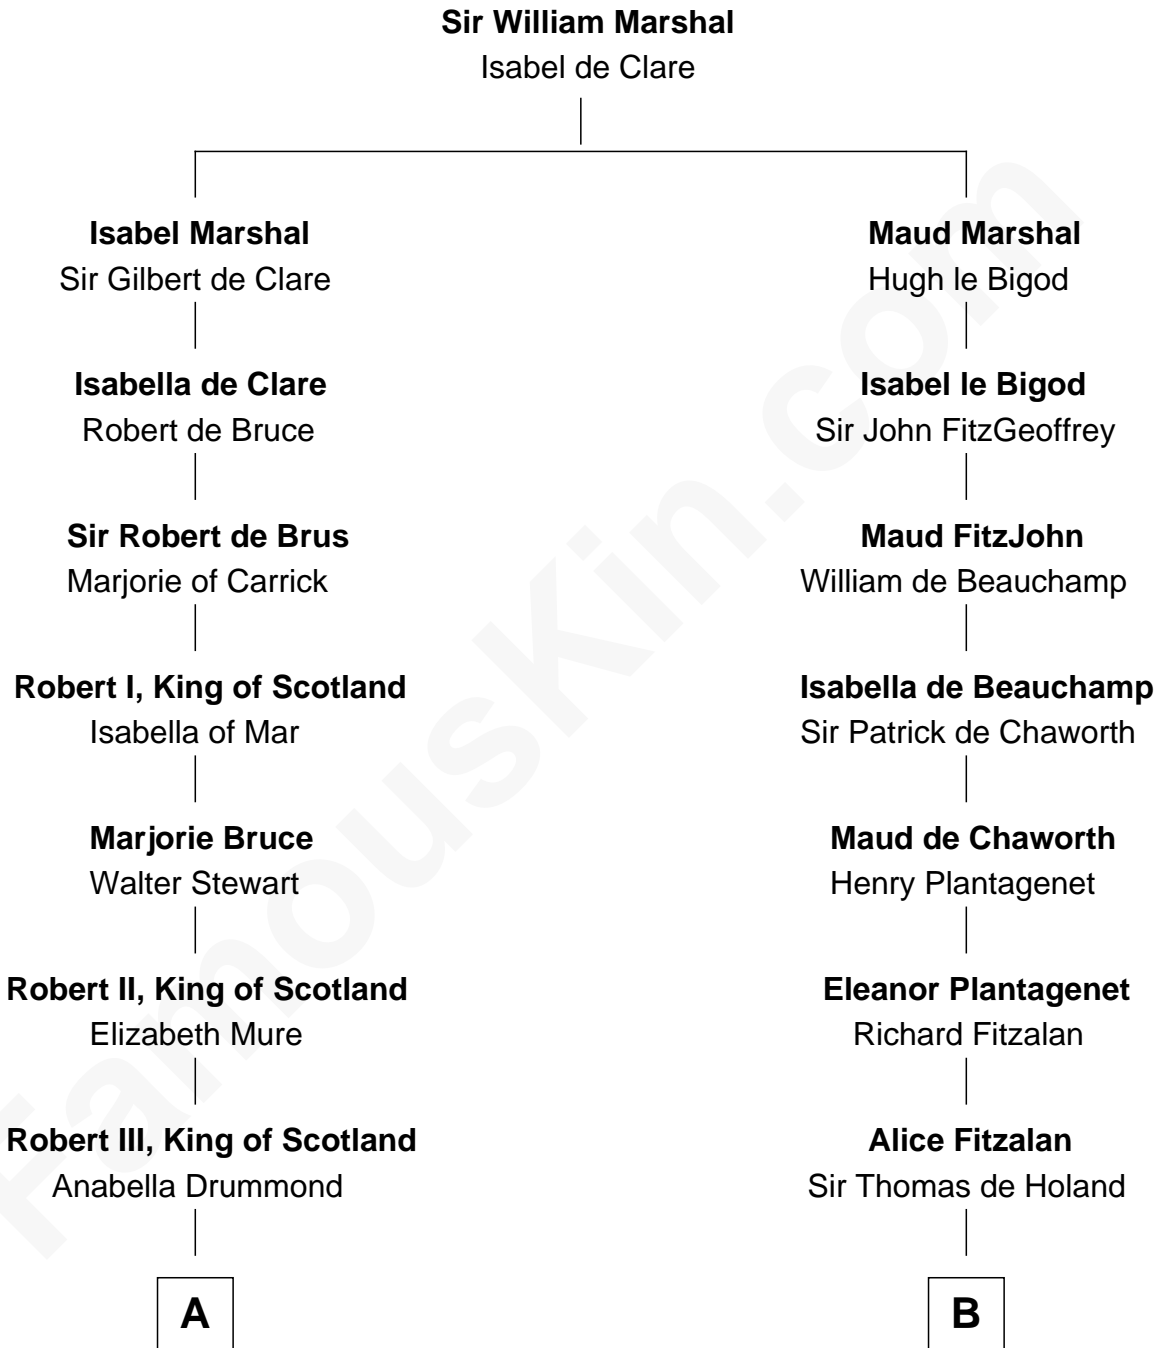 Sir William Marshal
Isabel de Clare
Isabel Marshal
Sir Gilbert de Clare
Maud Marshal
Hugh le Bigod
Isabella de Clare
Robert de Bruce
Isabel le Bigod
Sir John FitzGeoffrey
Sir Robert de Brus
Marjorie of Carrick
Maud FitzJohn
William de Beauchamp
Robert I, King of Scotland
Isabella of Mar
Isabella de Beauchamp
Sir Patrick de Chaworth
Marjorie Bruce
Walter Stewart
Maud de Chaworth
Henry Plantagenet
Robert II, King of Scotland
Elizabeth Mure
Eleanor Plantagenet
Richard Fitzalan
Robert III, King of Scotland
Anabella Drummond
Alice Fitzalan
Sir Thomas de Holand
A
B
FamousKin.com